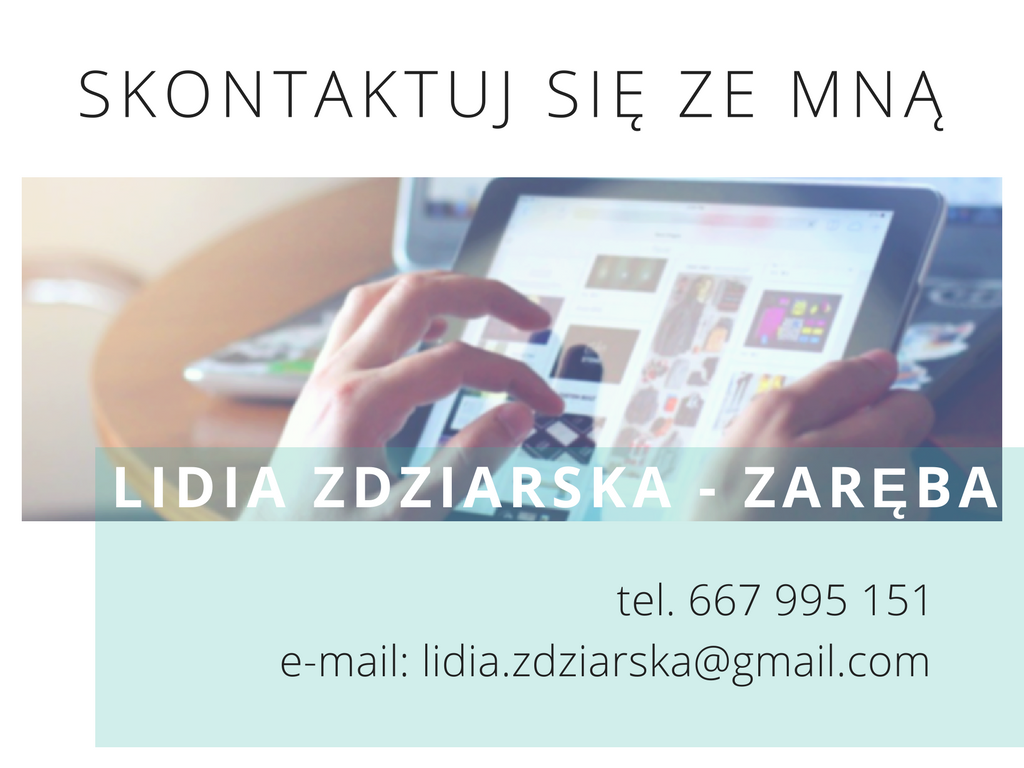 SKONTAKTUJ SIĘ ZE MNĄ
LIDIA ZDZIARSKA - ZARĘBA
tel. 667 995 151
e-mail: lidia.zdziarska@gmail.com